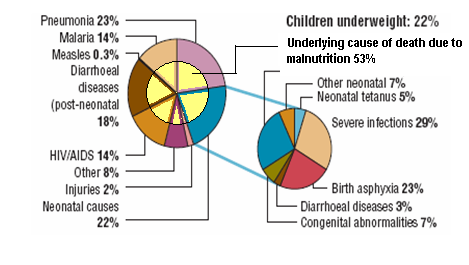 Pneumonia 23%
Malaria 14%
Measles 0.3%
Diarrhoeal
diseases
(post-neonatal
18%
HIV/AIDS 14%
Other 8%
Injuries 2%
Neonatal causes
22%
Children underweight: 22%
Underlying cause of death due to
malnutrition 53%
Other neonatal 7%
Neonatal tetanus 5%
Severe infections 29%
Birth asphyxia 23%
Diarrhoeal diseases 3%
Congenital abnormalities 7%